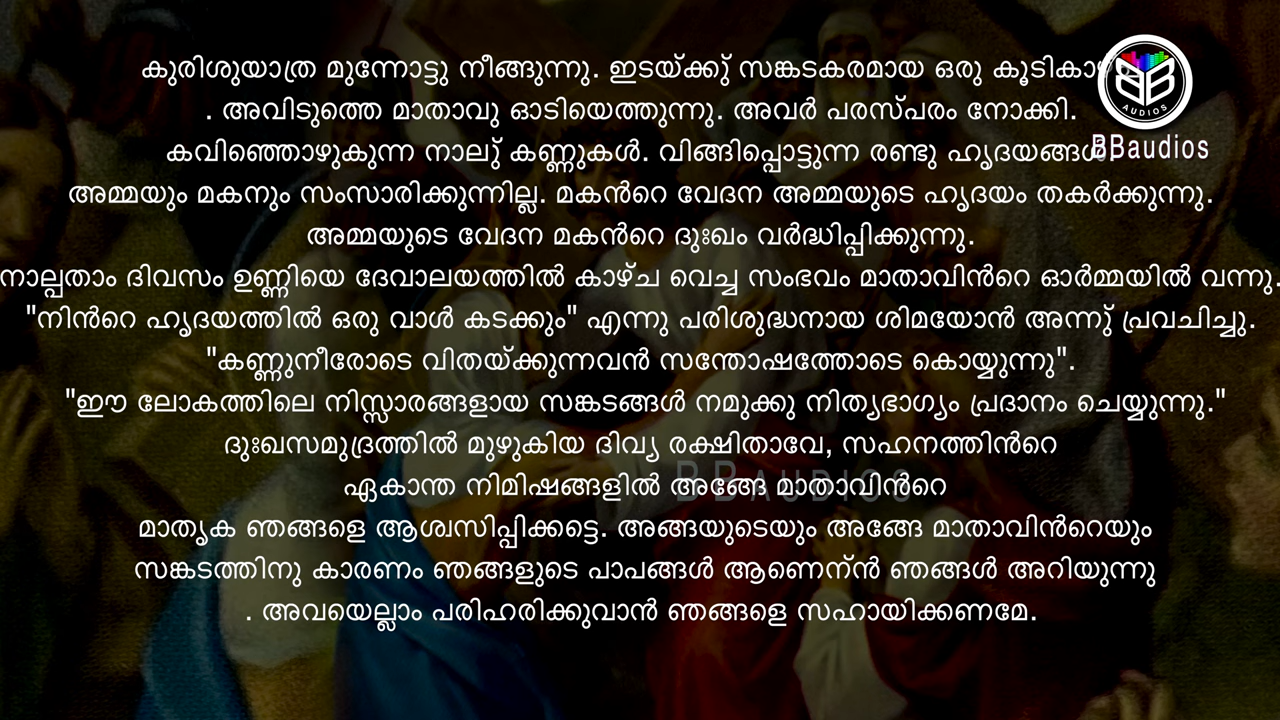 കുരിശുയാത്ര മുന്നോട്ടു നീങ്ങുന്നു. ഇടയ്ക്കു് സങ്കടകരമായ ഒരു
. അവിടുത്തെ മാതാവു ഓടിയെത്തുന്നു. അവർ പരസ്പരം നോക്കി.
കവിഞ്ഞൊഴുകുന്ന നാലു് കണ്ണുകൾ. വിങ്ങിപ്പൊട്ടുന്ന രണ്ടു ഹൃദയങ്ങൾ
അമ്മയും മകനും സംസാരിക്കുന്നില്ല. മകൻറെ വേദന അമ്മയുടെ ഹൃദയം തകർക്കുന്നു.
അമ്മയുടെ വേദന മകൻറെ ദുഃഖം വർദ്ധിപ്പിക്കുന്നു.
നാല്പതാം ദിവസം ഉണ്ണിയെ ദേവാലയത്തിൽ കാഴ്ച വെച്ച സംഭവം മാതാവിൻറെ ഓർമ്മയിൽ വന്നു.
"നിൻറെ ഹൃദയത്തിൽ ഒരു വാൾ കടക്കും" എന്നു പരിശുദ്ധനായ ശിമയോൻ അന്നു് പ്രവചിച്ചു.
"കണ്ണുനീരോടെ വിതയ്ക്കുന്നവൻ സന്തോഷത്തോടെ കൊയ്യുന്നു".
"ഈ ലോകത്തിലെ നിസ്സാരങ്ങളായ സങ്കടങ്ങൾ നമുക്കു നിത്യഭാഗ്യം പ്രദാനം ചെയ്യുന്നു."
ദുഃഖസമുദ്രത്തിൽ മുഴുകിയ ദിവ്യ രക്ഷിതാവേ, സഹനത്തിൻറെ
ഏകാന്ത നിമിഷങ്ങളിൽ അങ്ങേ മാതാവിൻറെ
മാതൃക ഞങ്ങളെ ആശ്വസിപ്പിക്കട്ടെ. അങ്ങയുടെയും അങ്ങേ മാതാവിൻറെയും
സങ്കടത്തിനു കാരണം ഞങ്ങളുടെ പാപങ്ങൾ ആണെന്ന്‍ ഞങ്ങൾ അറിയുന്നു
. അവയെല്ലാം പരിഹരിക്കുവാൻ ഞങ്ങളെ സഹായിക്കണമേ.
BB
AUDIOS
BBaudios
BBAUDIOS